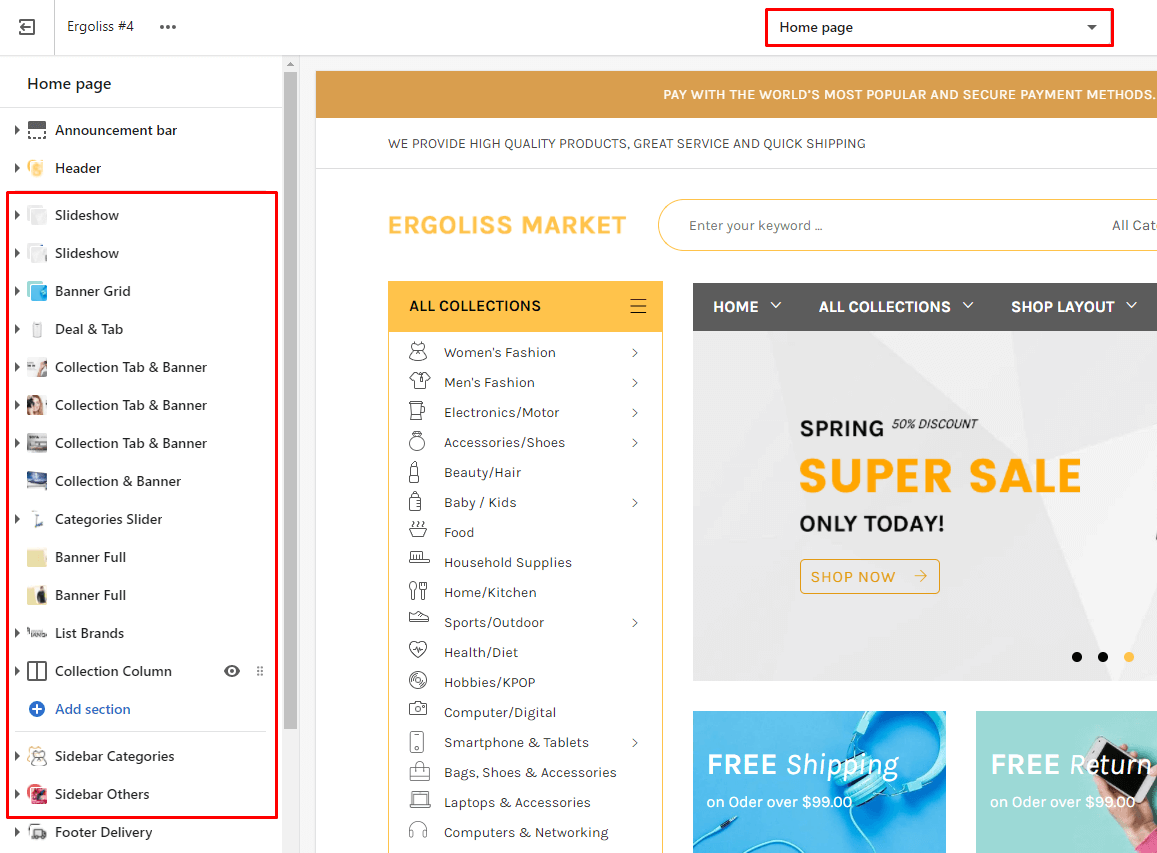 Ergoliss #4
Home page
Home page
Announcement bar
Header
Slideshow
Slideshow
Banner Grid
Deal & Tab
Collection Tab & Banner
Collection Tab & Banner
Collection Tab & Banner
Collection & Banner
Categories Slider
Banner Full
Banner Full
List Brands
Collection Column
Add section
Sidebar Categories
Sidebar Others
Footer Delivery
PAY WITH THE WORLD'S MOST POPULAR AND SECURE PAYMENT METHODS.
WE PROVIDE HIGH QUALITY PRODUCTS, GREAT SERVICE AND QUICK SHIPPING
ERGOLISS MARKET
Enter your keyword ...
All Cat
ALL COLLECTIONS
HOME
ALL COLLECTIONS
SHOP LAYOUT
Women's Fashion
Men's Fashion
Electronics/Motor
Accessories/Shoes
Beauty/Hair
Baby / Kids
Food
Household Supplies
Home/Kitchen
Sports/Outdoor
Health/Diet
Hobbies/KPOP
Computer/Digital
Smartphone & Tablets
Bags, Shoes & Accessories
Laptops & Accessories
Computers & Networking
SPRING 50% DISCOUNT
SUPER SALE
ONLY TODAY!
SHOP NOW
FREE Shipping
on Oder over $99.00
FREE Return
on Oder over $99.00